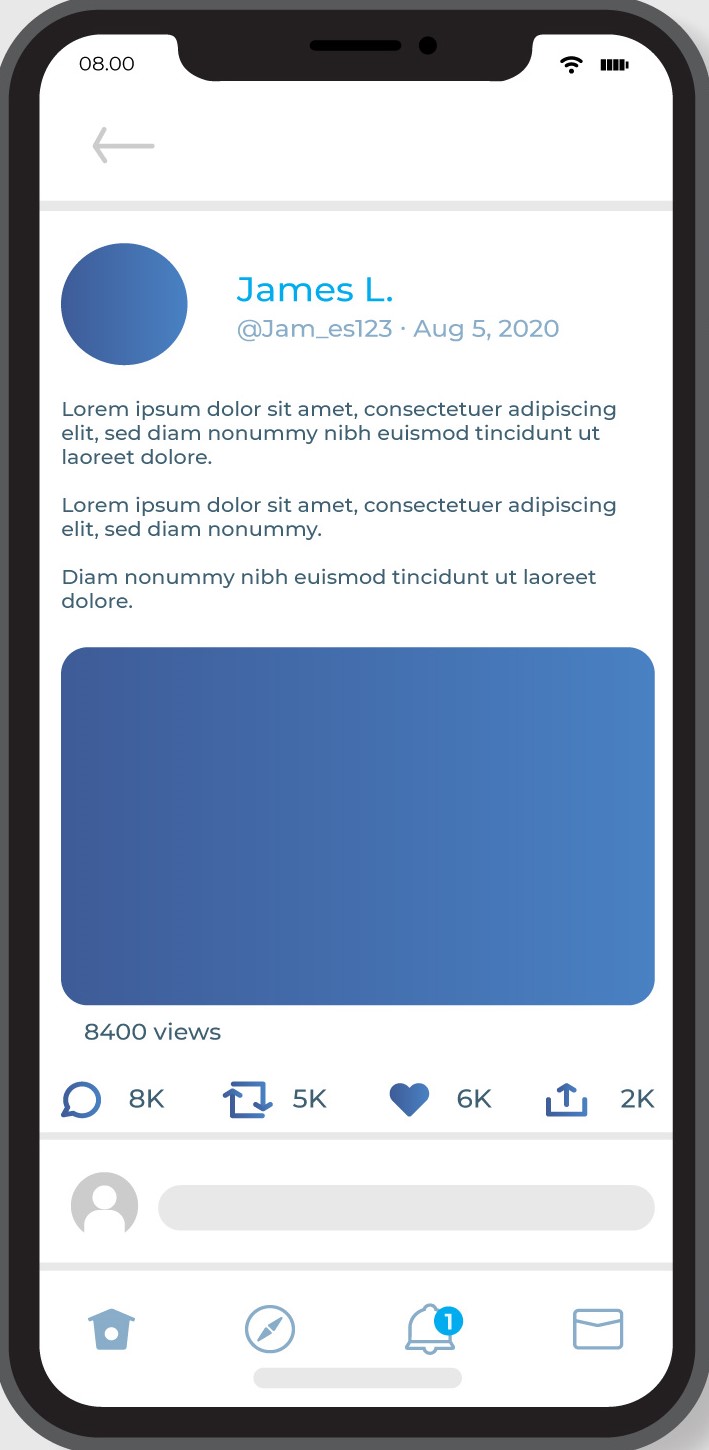 08.00
James L.
@Jam_es123 · Aug 5, 2020
Lorem ipsum dolor sit amet, consectetuer adipiscing
elit, sed diam nonummy nibh euismod tincidunt ut
laoreet dolore.
Lorem ipsum dolor sit amet, consectetuer adipiscing
elit, sed diam nonummy.
Diam nonummy nibh euismod tincidunt ut laoreet
dolore.
8400 views
8K 5K 6K 2K
1